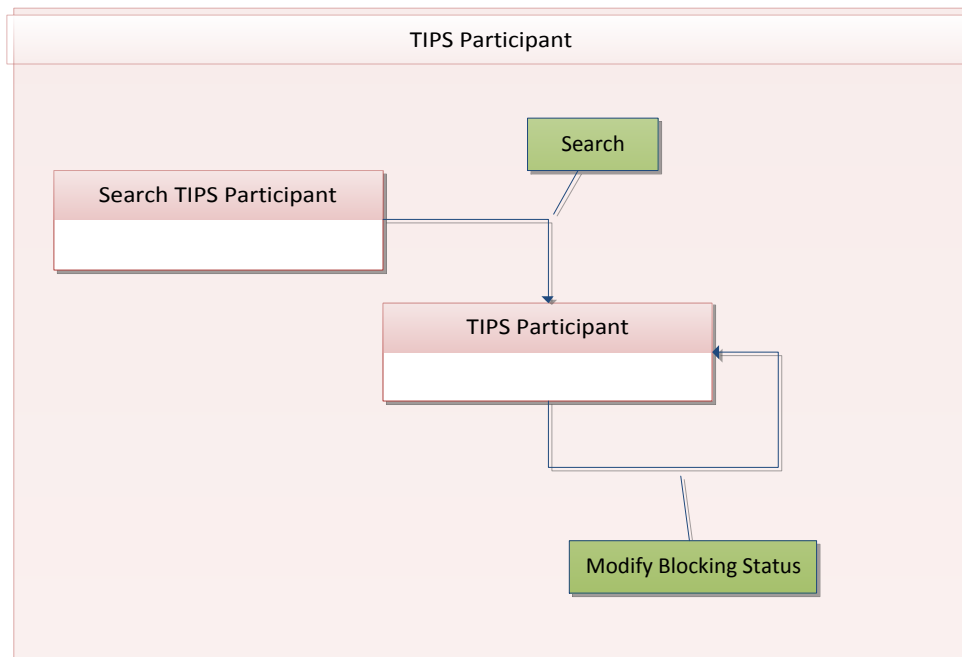 TIPS Participant
Search
Search TIPS Participant
TIPS Participant
Modify Blocking Status